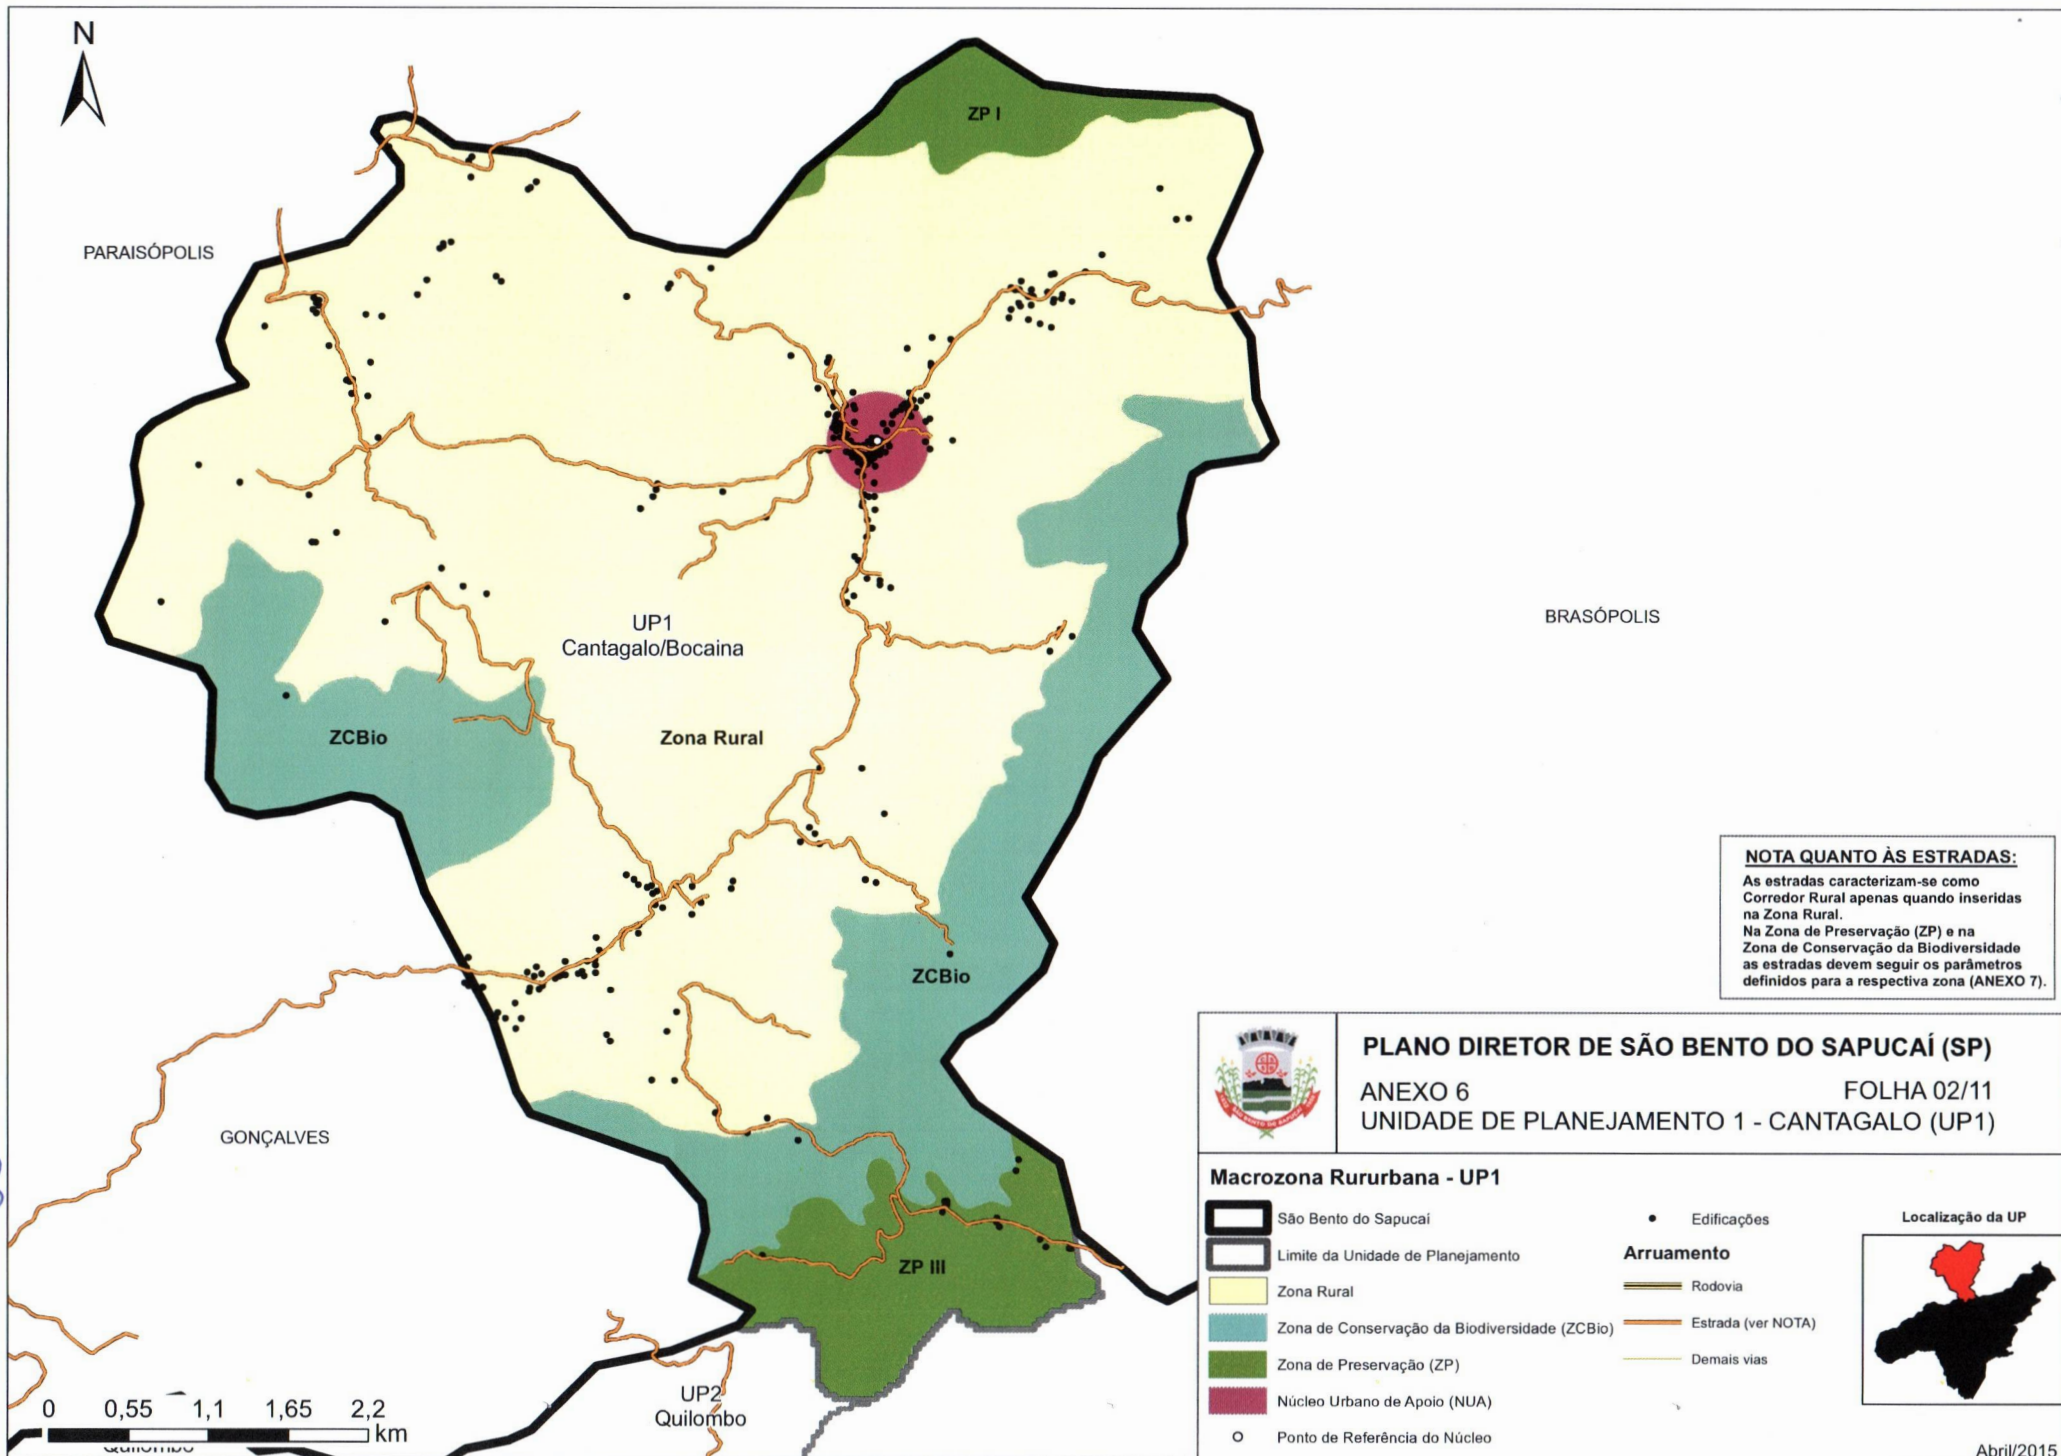 N
ZP I
PARAISÓPOLIS
BRASÓPOLIS
UP1
Cantagalo/Bocaina
ZCBio
Zona Rural
ZCBio
GONÇALVES
ZP III
UP2
Quilombo
0 0,55 1,1 1,65 2,2
km
Quilombo
NOTA QUANTO ÀS ESTRADAS:
As estradas caracterizam-se como
Corredor Rural apenas quando inseridas
na Zona Rural.
Na Zona de Preservação (ZP) e na
Zona de Conservação da Biodiversidade
as estradas devem seguir os parâmetros
definidos para a respectiva zona (ANEXO 7).
PLANO DIRETOR DE SÃO BENTO DO SAPUCAÍ (SP)
ANEXO 6 FOLHA 02/11
UNIDADE DE PLANEJAMENTO 1 - CANTAGALO (UP1)
Macrozona Rururbana - UP1
São Bento do Sapucaí
Limite da Unidade de Planejamento
Zona Rural
Zona de Conservação da Biodiversidade (ZCBio)
Zona de Preservação (ZP)
Núcleo Urbano de Apoio (NUA)
Ponto de Referência do Núcleo
Edificações
Arruamento
Rodovia
Estrada (ver NOTA)
Demais vias
Localização da UP
Abril/2015